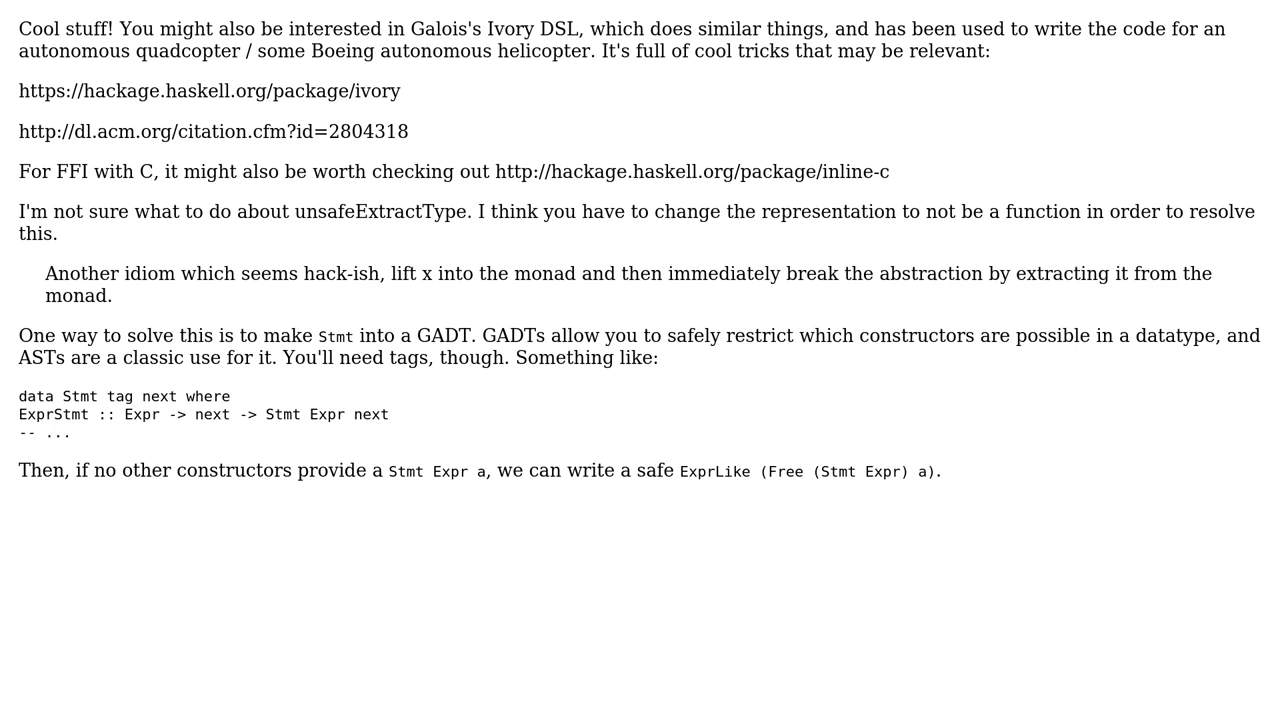 Cool stuff! You might also be interested in Galois's Ivory DSL, which does similar things, and has been used to write the code for an
autonomous quadcopter / some Boeing autonomous helicopter. It's full of cool tricks that may be relevant:
https://hackage.haskell.org/package/ivory
http://dl.acm.org/citation.cfm?id=2804318
For FFI with C, it might also be worth checking out http://hackage.haskell.org/package/inline-c
I'm not sure what to do about unsafeExtractType. I think you have to change the representation to not be a function in order to resolve
this.
Another idiom which seems hack-ish, lift x into the monad and then immediately break the abstraction by extracting it from the
monad.
One way to solve this is to make Stmt into a GADT. GADTs allow you to safely restrict which constructors are possible in a datatype, and
ASTs are a classic use for it. You'll need tags, though. Something like:
data Stmt tag next where
ExprStmt :: Expr -> next -> Stmt Expr next
-- ...
Then, if no other constructors provide a Stmt Expr a, we can write a safe ExprLike (Free (Stmt Expr) a).